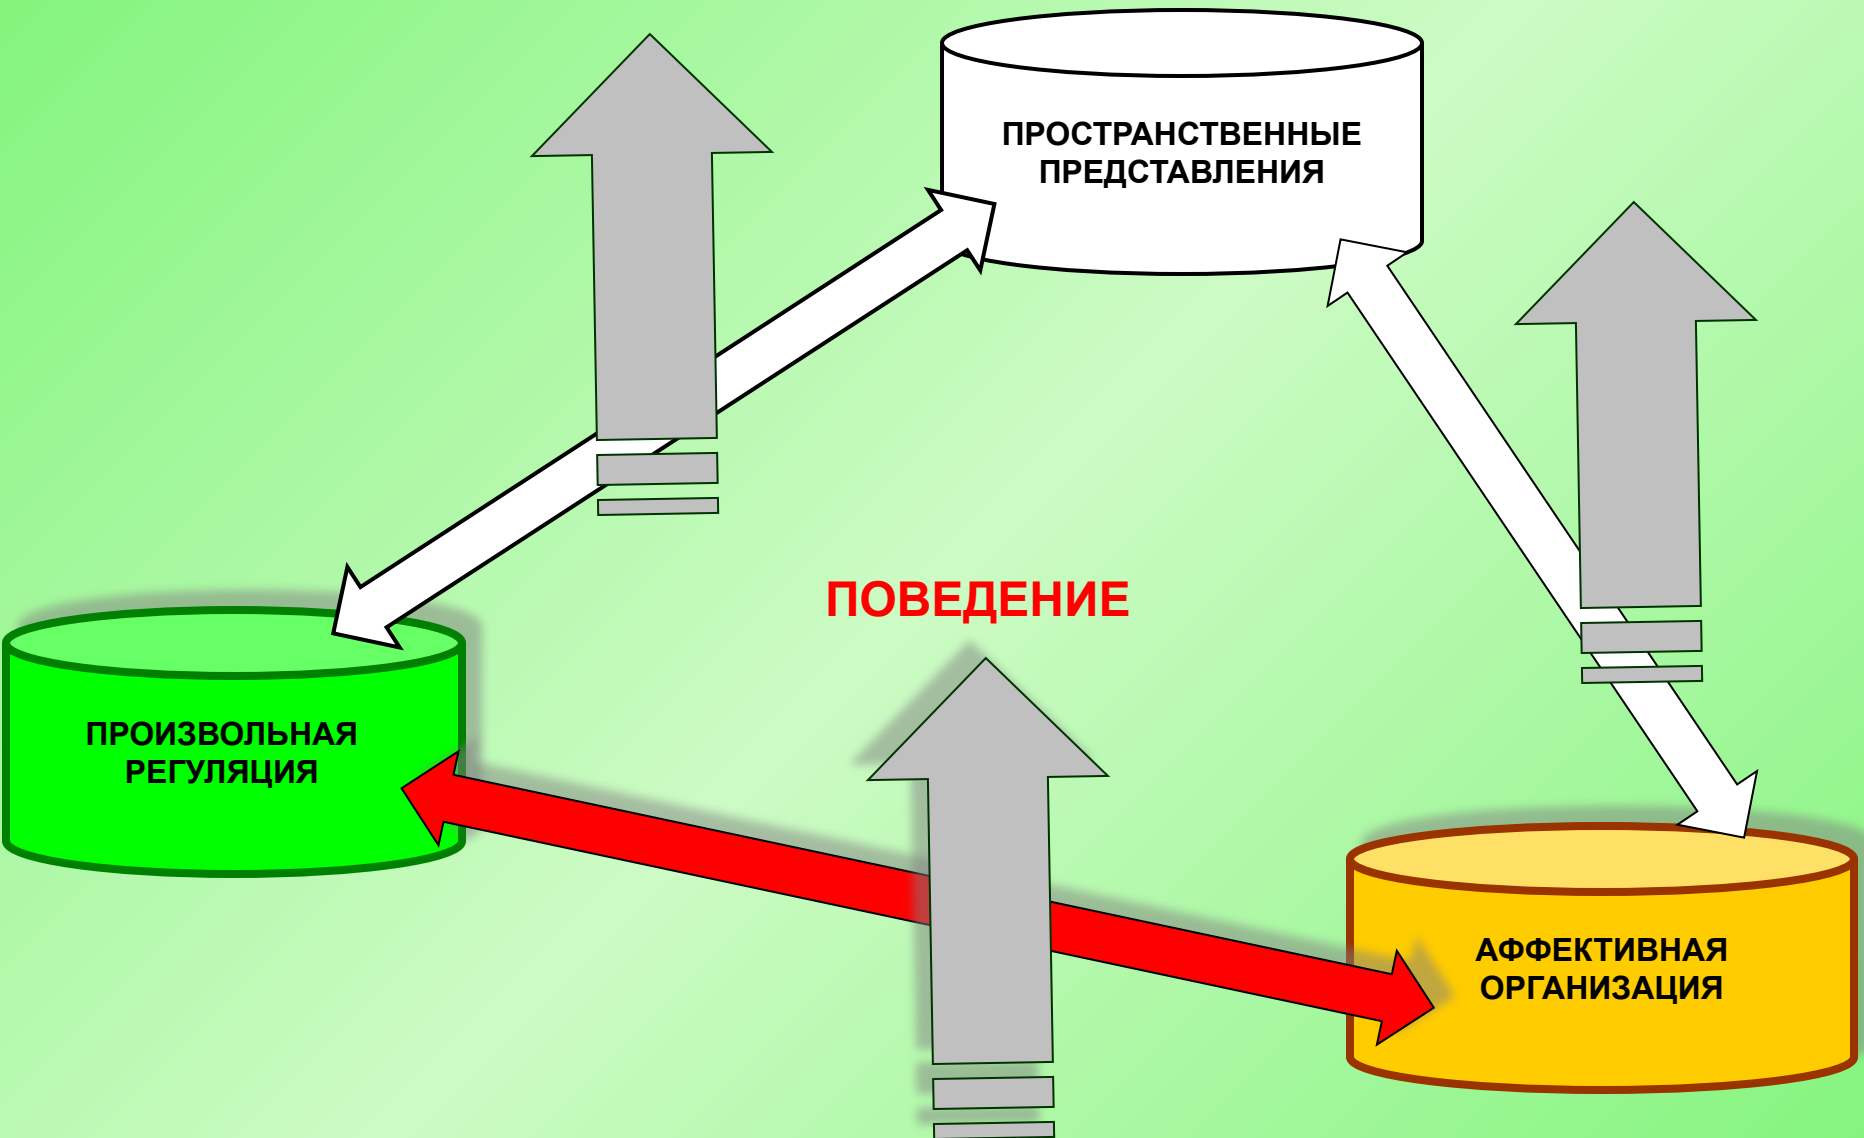 ПРОСТРАНСТВЕННЫЕ
ПРЕДСТАВЛЕНИЯ
ПОВЕДЕНИЕ
ПРОИЗВОЛЬНАЯ
РЕГУЛЯЦИЯ
АФФЕКТИВНАЯ
ОРГАНИЗАЦИЯ